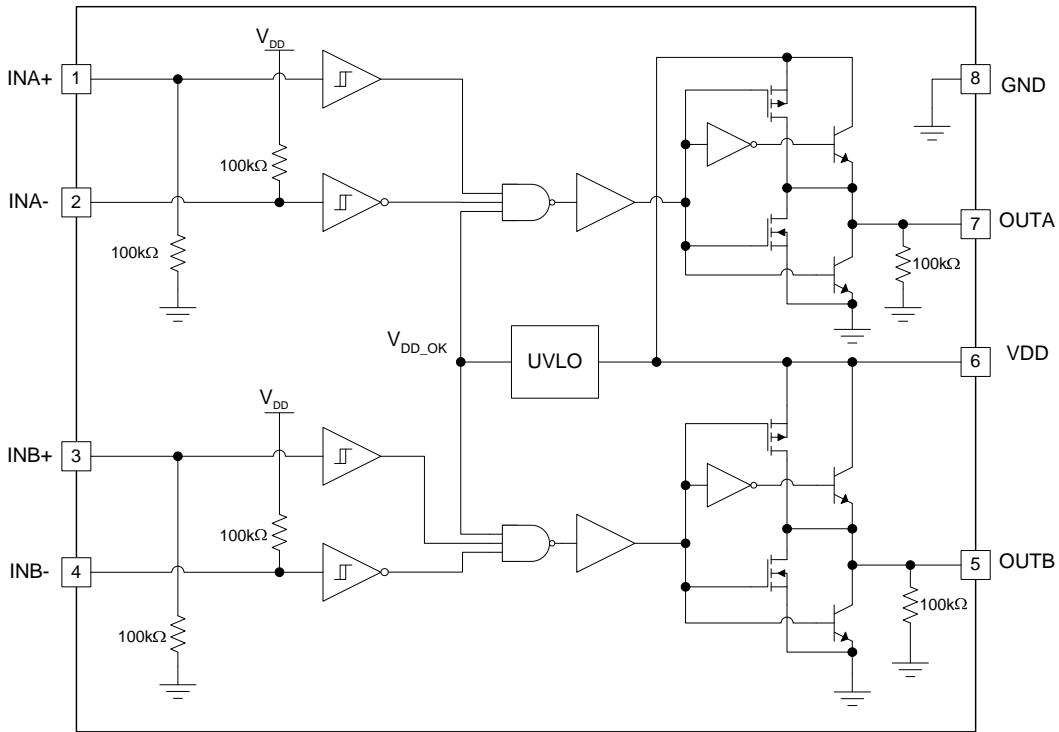 V_DD
INA+ 1
8 GND
100kΩ
INA- 2
7 OUTA
100kΩ
100kΩ
V_DD_OK
UVLO
6 VDD
V_DD
INB+ 3
100kΩ
INB- 4
5 OUTB
100kΩ
100kΩ